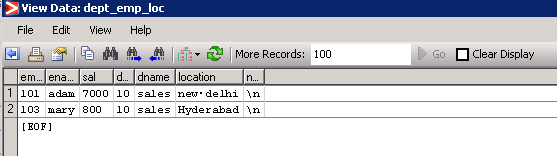 View Data: dept_emp_loc
File Edit View Help
More Records: 100 Go Clear Display
em... ena... sal d... dname location n...
1 101 adam 7000 10 sales new·delhi \n
2 103 mary 800 10 sales Hyderabad \n
[EOF]